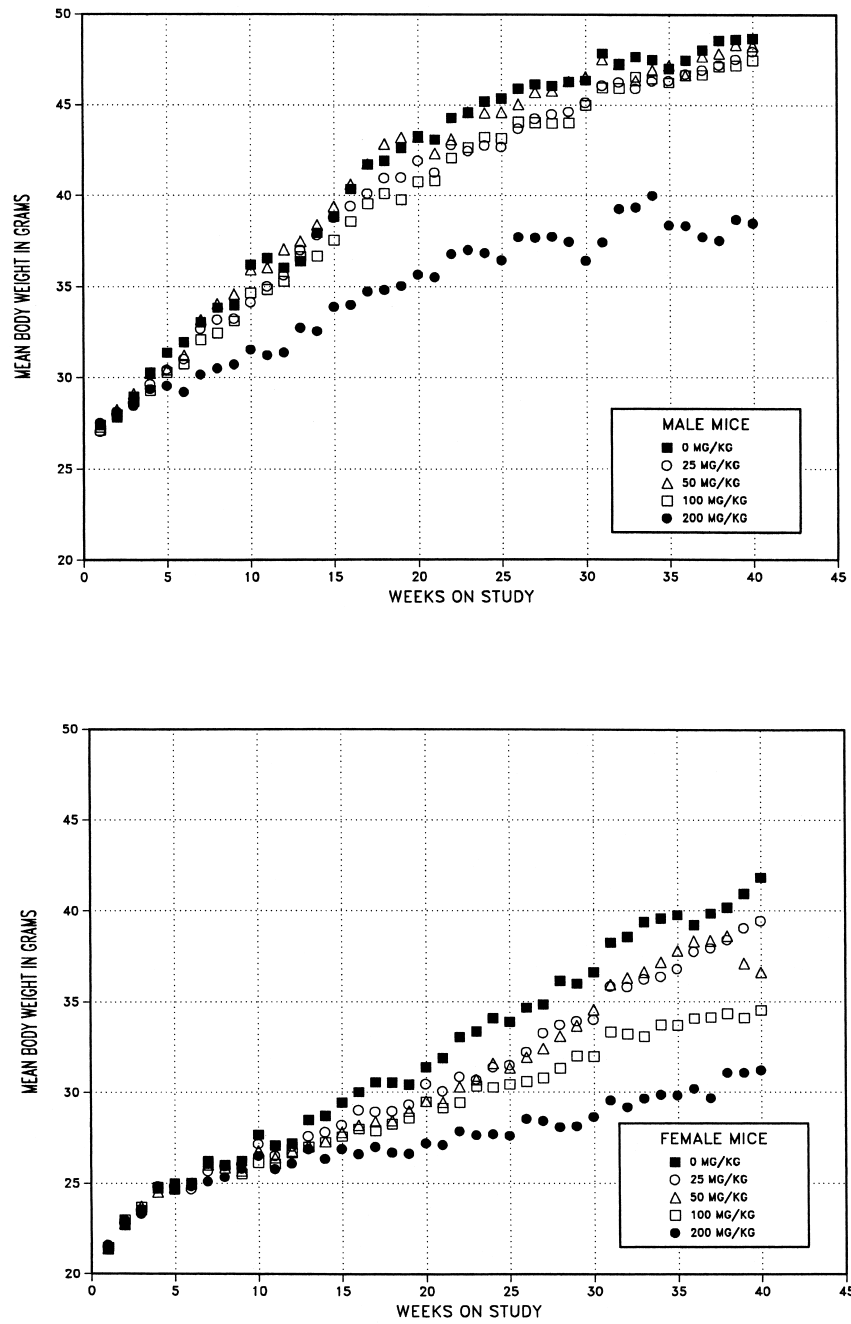 50
45
40
35
30
25
20
MEAN BODY WEIGHT IN GRAMS
MALE MICE
0 MG/KG
25 MG/KG
50 MG/KG
100 MG/KG
200 MG/KG
0 5 10 15 20 25 30 35 40 45
WEEKS ON STUDY
50
45
40
35
30
25
20
MEAN BODY WEIGHT IN GRAMS
FEMALE MICE
0 MG/KG
25 MG/KG
50 MG/KG
100 MG/KG
200 MG/KG
0 5 10 15 20 25 30 35 40 45
WEEKS ON STUDY